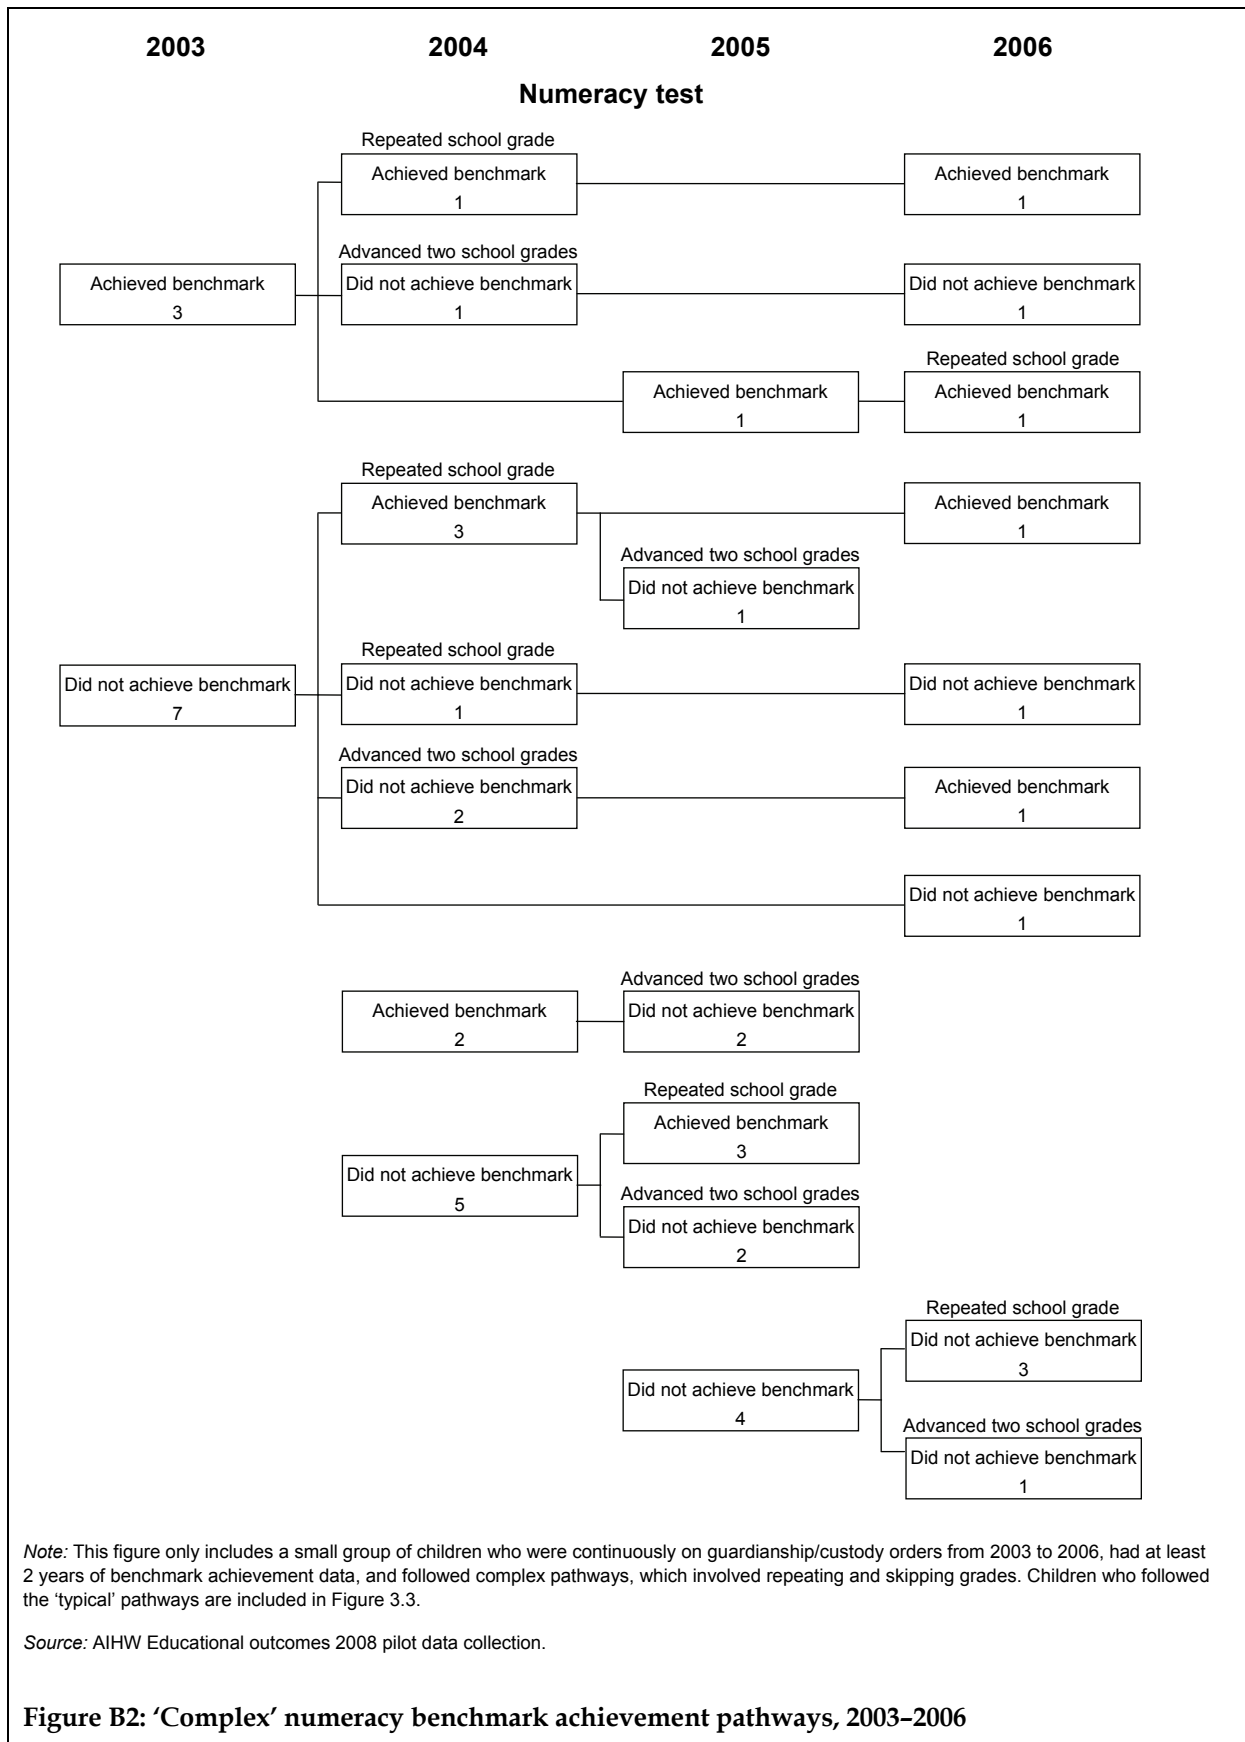 2003 2004 2005 2006
Numeracy test
Repeated school grade
Achieved benchmark Achieved benchmark
1 1
Advanced two school grades
Achieved benchmark Did not achieve benchmark Did not achieve benchmark
3 1 1
Repeated school grade
Achieved benchmark Achieved benchmark
1 1
Repeated school grade
Achieved benchmark Achieved benchmark
3 1
Advanced two school grades
Did not achieve benchmark
1
Repeated school grade
Did not achieve benchmark Did not achieve benchmark Did not achieve benchmark
7 1 1
Advanced two school grades
Did not achieve benchmark Achieved benchmark
2 1
Did not achieve benchmark
1
Advanced two school grades
Achieved benchmark Did not achieve benchmark
2 2
Repeated school grade
Achieved benchmark
3
Did not achieve benchmark
5
Advanced two school grades
Did not achieve benchmark
2
Repeated school grade
Did not achieve benchmark
3
Did not achieve benchmark
4
Advanced two school grades
Did not achieve benchmark
1
Note: This figure only includes a small group of children who were continuously on guardianship/custody orders from 2003 to 2006, had at least
2 years of benchmark achievement data, and followed complex pathways, which involved repeating and skipping grades. Children who followed
the ‘typical’ pathways are included in Figure 3.3.
Source: AIHW Educational outcomes 2008 pilot data collection.
Figure B2: ‘Complex’ numeracy benchmark achievement pathways, 2003–2006